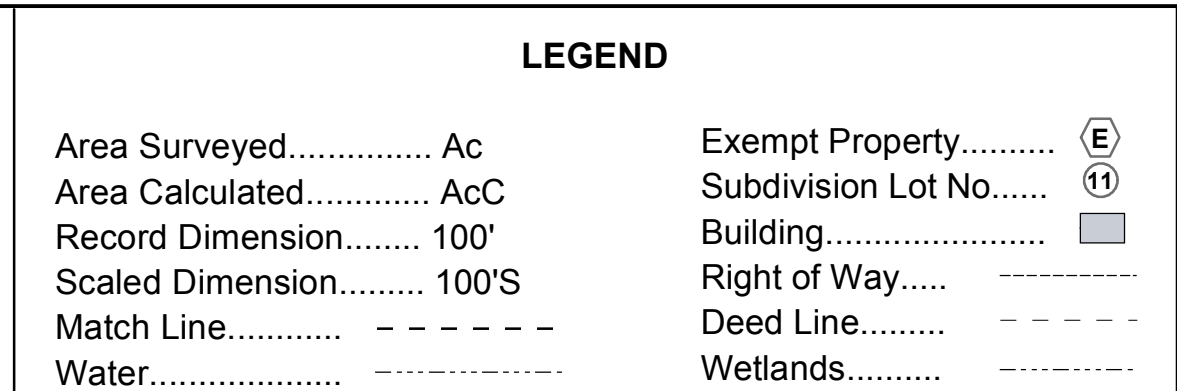 LEGEND
Area Surveyed............... Ac
Area Calculated............. AcC
Record Dimension........ 100'
Scaled Dimension......... 100'S
Match Line............
Water....................
Exempt Property.......... E
Subdivision Lot No...... 11
Building.......................
Right of Way.....
Deed Line.........
Wetlands..........